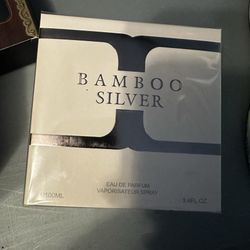 BAMBOO
SILVER
EAU DE PARFUM
VAPORISATEUR SPRAY
100ML
3.4FL.OZ